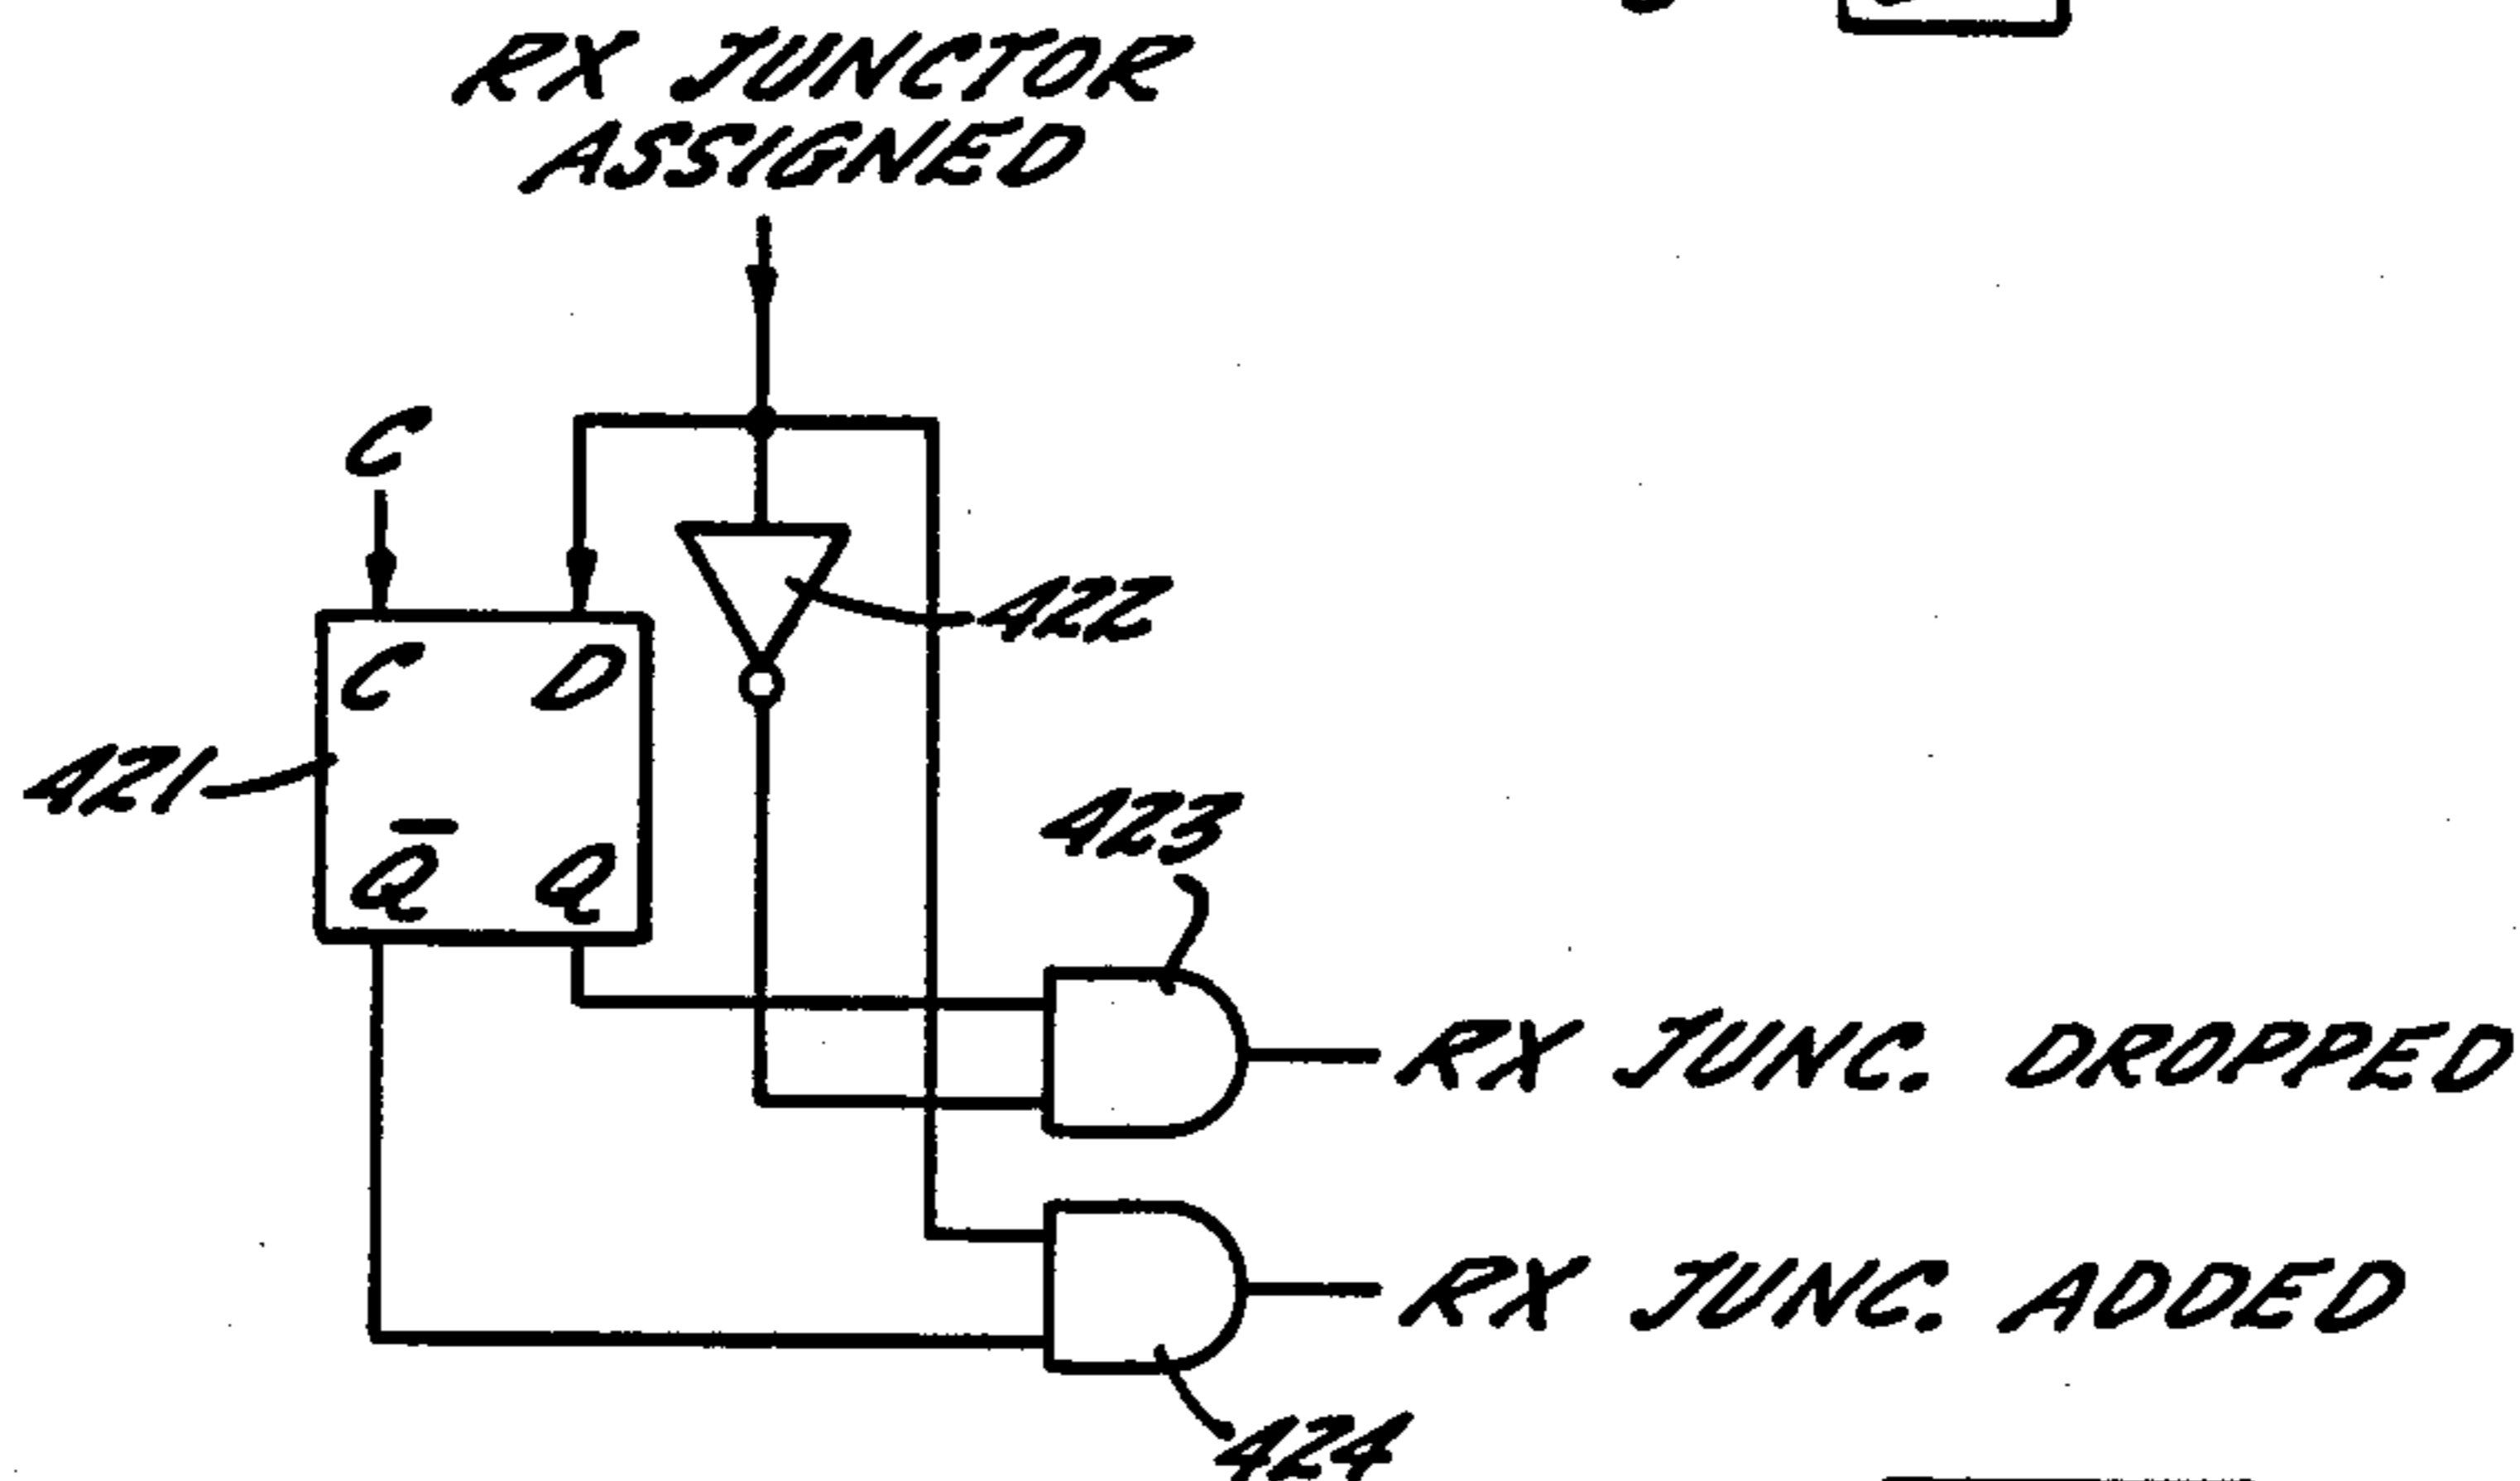 RX JUNCTOR
ASSIGNED
C
422
C D
421
423
Q̅ Q
RX JUNC. DROPPED
RX JUNC. ADDED
424